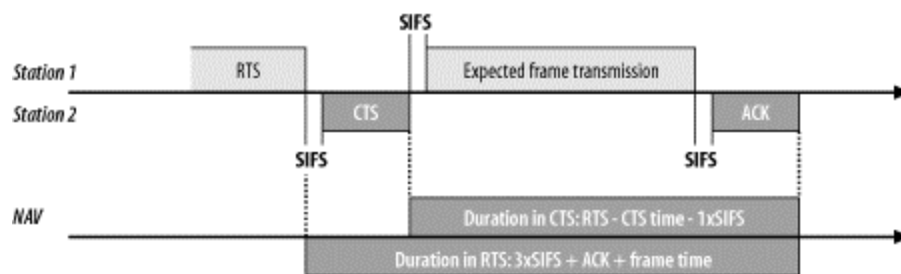 SIFS
Station 1
RTS
Expected frame transmission
Station 2
CTS
ACK
SIFS
SIFS
NAV
Duration in CTS: RTS - CTS time - 1xSIFS
Duration in RTS: 3xSIFS + ACK + frame time